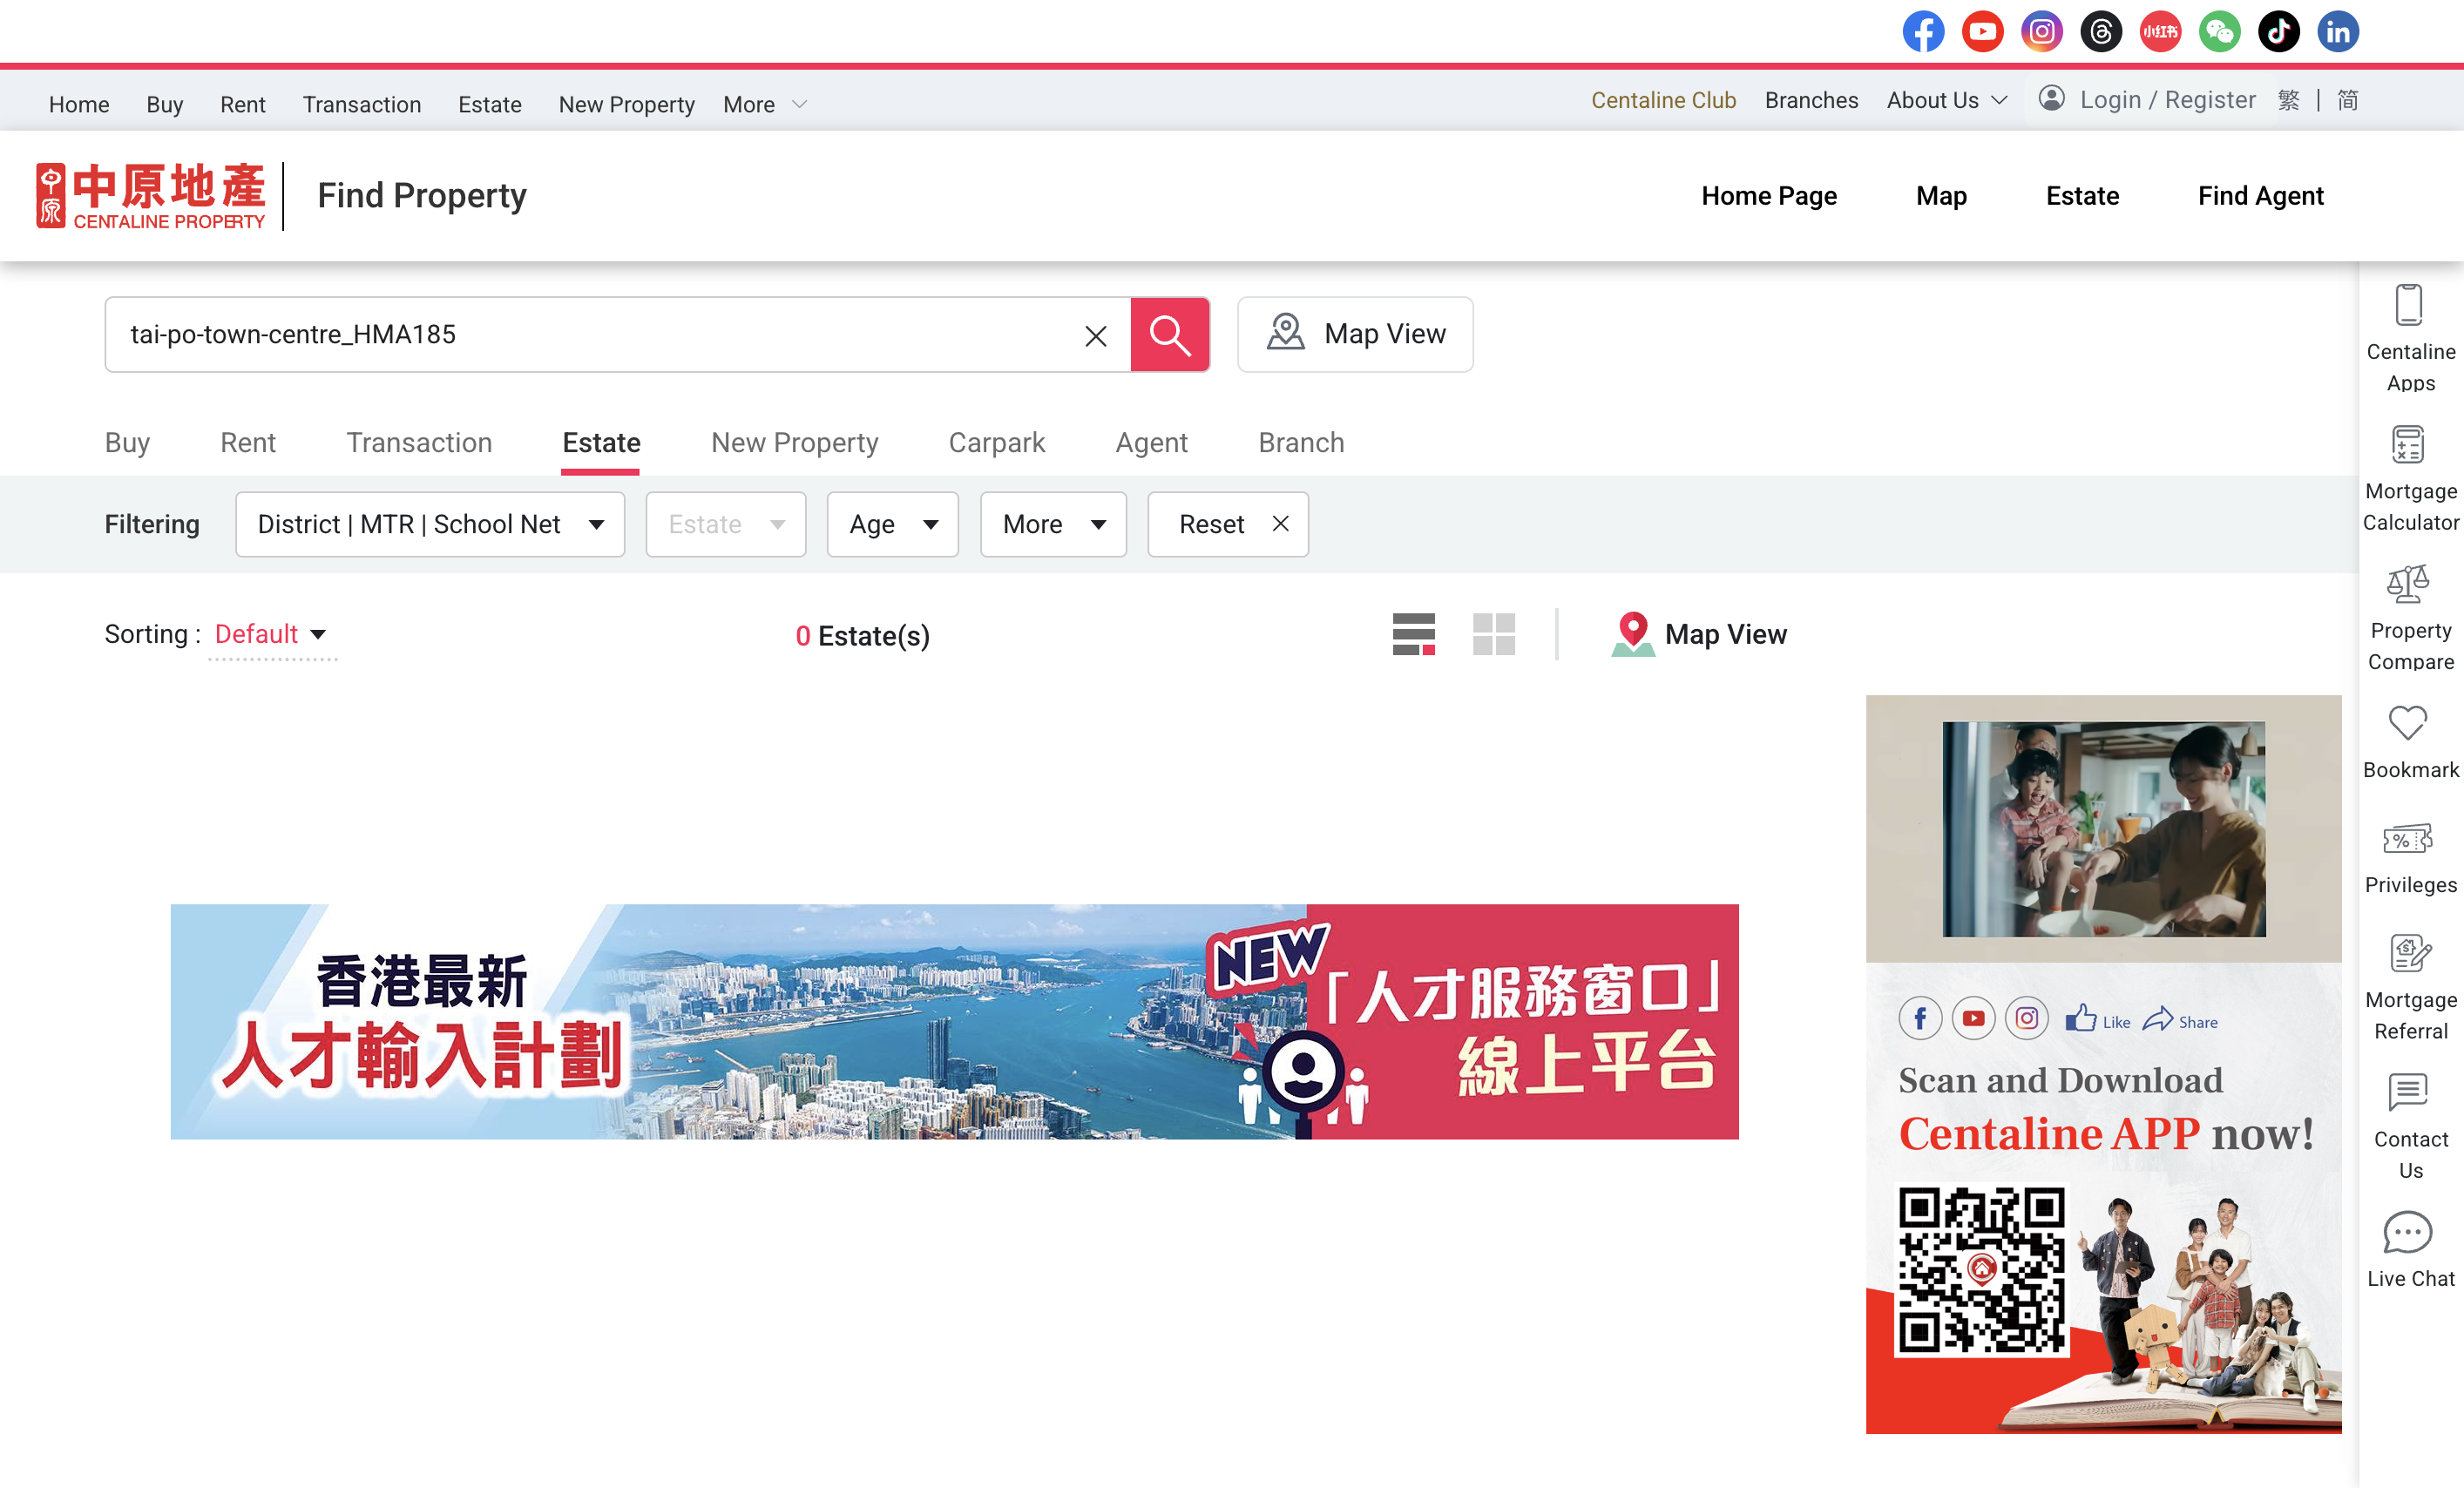 小红书
Home Buy Rent Transaction Estate New Property More
Centaline Club Branches About Us Login / Register 繁 | 简
中原
中原地產
CENTALINE PROPERTY
Find Property
Home Page Map Estate Find Agent
tai-po-town-centre_HMA185
Map View
Buy Rent Transaction Estate New Property Carpark Agent Branch
Filtering District | MTR | School Net Estate Age More Reset
Sorting : Default
0 Estate(s)
Map View
香港最新
人才輸入計劃
NEW
「人才服務窗口」
線上平台
Like Share
Scan and Download
Centaline APP now!
Centaline
Apps
Mortgage
Calculator
Property
Compare
Bookmark
%
Privileges
Mortgage
Referral
Contact
Us
Live Chat